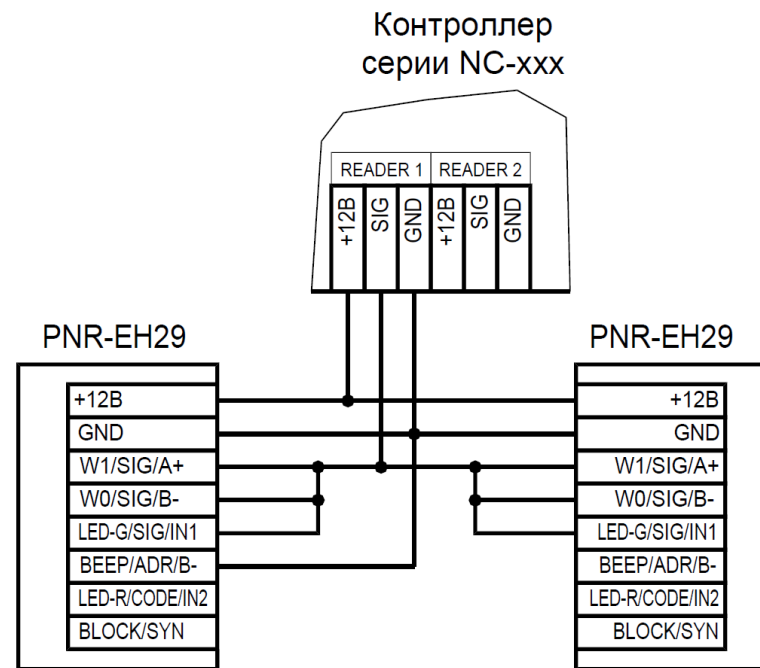 Контроллер
серии NC-xxx
READER 1 READER 2
+12В SIG GND +12В SIG GND
PNR-EH29
+12В
GND
W1/SIG/A+
W0/SIG/B-
LED-G/SIG/IN1
BEEP/ADR/B-
LED-R/CODE/IN2
BLOCK/SYN
PNR-EH29
+12В
GND
W1/SIG/A+
W0/SIG/B-
LED-G/SIG/IN1
BEEP/ADR/B-
LED-R/CODE/IN2
BLOCK/SYN